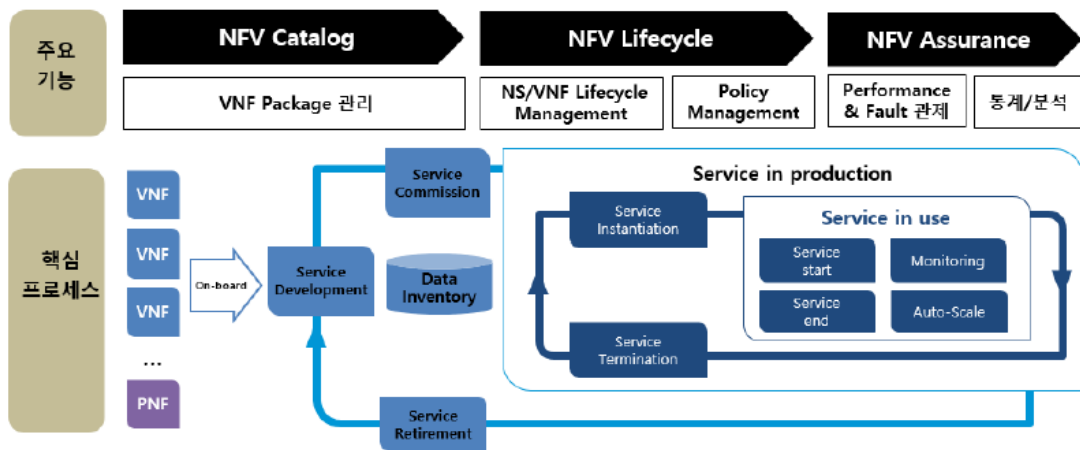 주요
기능
NFV Catalog
NFV Lifecycle
NFV Assurance
VNF Package 관리
NS/VNF Lifecycle
Management
Policy
Management
Performance
& Fault 관제
통계/분석
핵심
프로세스
VNF
VNF
VNF
...
PNF
On-board
Service
Development
Service
Commission
Data
Inventory
Service
Retirement
Service in production
Service
Instantiation
Service
Termination
Service in use
Service
start
Monitoring
Service
end
Auto-Scale